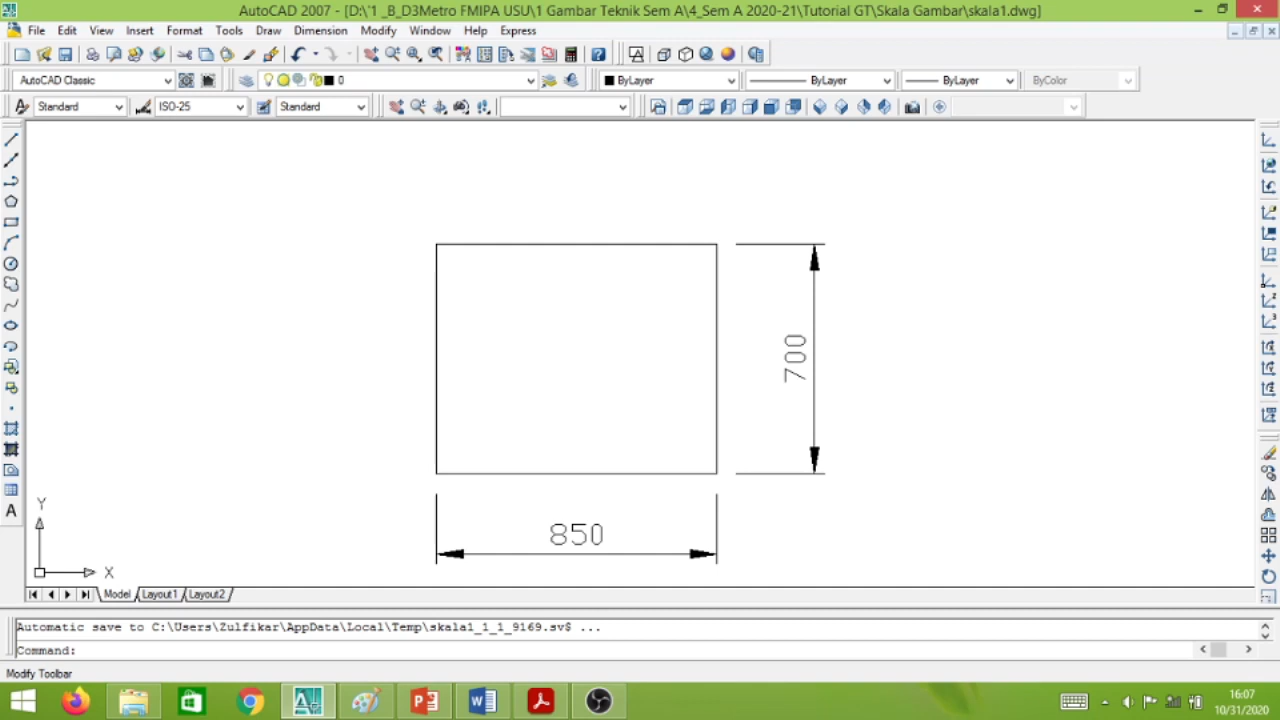 AutoCAD 2007 - [D:\'1 _B_D3Metro FMIPA USU\1 Gambar Teknik Sem A\4_Sem A 2020-21\Tutorial GT\Skala Gambar\skala1.dwg]
File Edit View Insert Format Tools Draw Dimension Modify Window Help Express
AutoCAD Classic 0 ByLayer ByLayer ByLayer ByColor
Standard ISO-25 Standard
700
850
Y
X
Model Layout1 Layout2
Automatic save to C:\Users\Zulfikar\AppData\Local\Temp\skala1_1_1_9169.sv$ ...
Command:
Modify Toolbar
16:07
10/31/2020